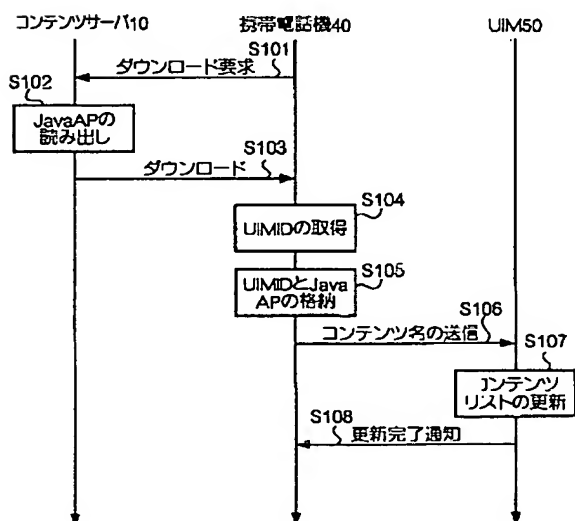 コンテンツサーバ10
携帯電話機40
UIM50
S101
ダウンロード要求
S102
JavaAPの
読み出し
S103
ダウンロード
S104
UIMIDの取得
S105
UIMIDとJava
APの格納
S106
コンテンツ名の送信
S107
コンテンツ
リストの更新
S108
更新完了通知